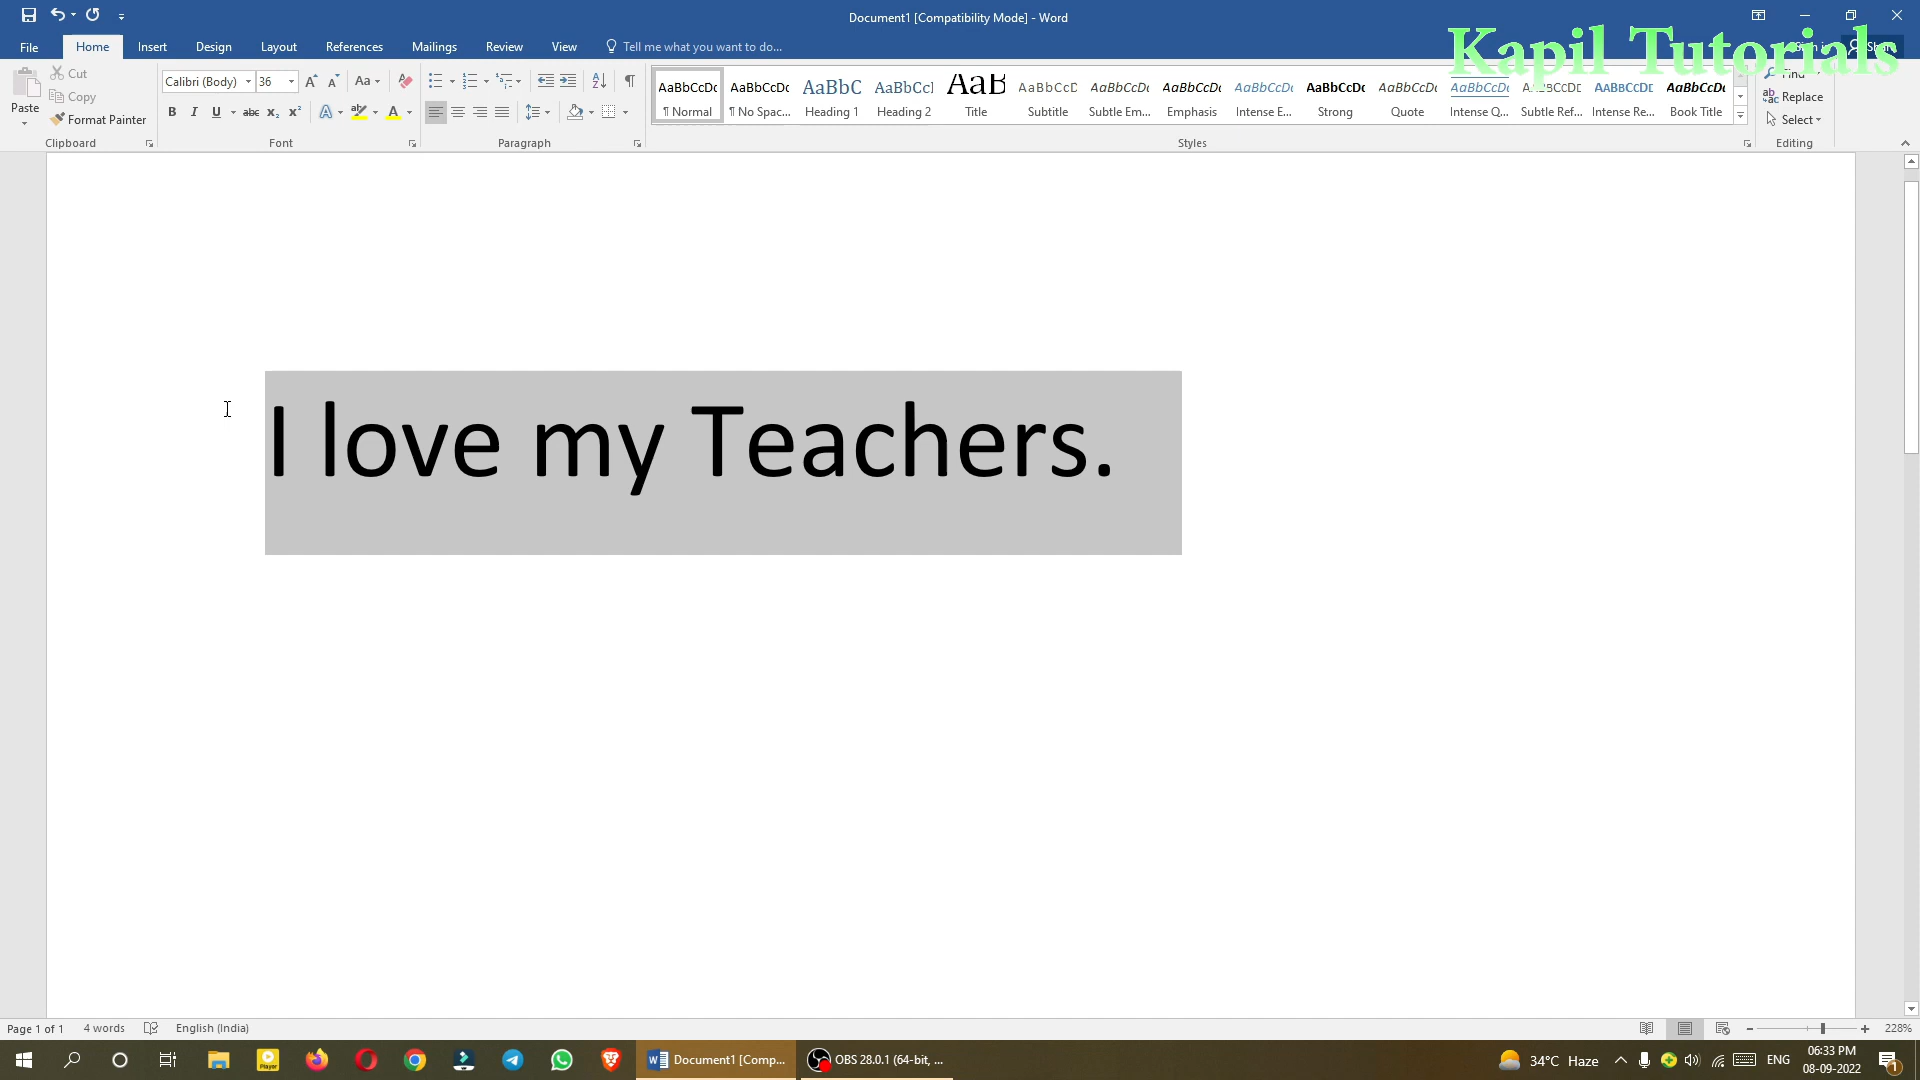 Document1 [Compatibility Mode] - Word
Kapil Tutorials
File Home Insert Design Layout References Mailings Review View Tell me what you want to do...
Cut
Copy
Paste
Format Painter
Clipboard
Calibri (Body) 36
Font
Paragraph
AaBbCcDc AaBbCcDc AaBbC AaBbCc] AaB AaBbCcD AaBbCcDc AaBbCcDc AaBbCcDc AaBbCcDc AaBbCcDc AaBbCcDc AaBbCcDD AaBbCcDE AaBbCcDc
¶ Normal ¶ No Spac... Heading 1 Heading 2 Title Subtitle Subtle Em... Emphasis Intense E... Strong Quote Intense Q... Subtle Ref... Intense Re... Book Title
Styles
Find
Replace
Select
Editing
I love my Teachers.
Page 1 of 1 4 words English (India) 228%
Document1 [Comp... OBS 28.0.1 (64-bit, ... 34°C Haze ENG 06:33 PM
08-09-2022